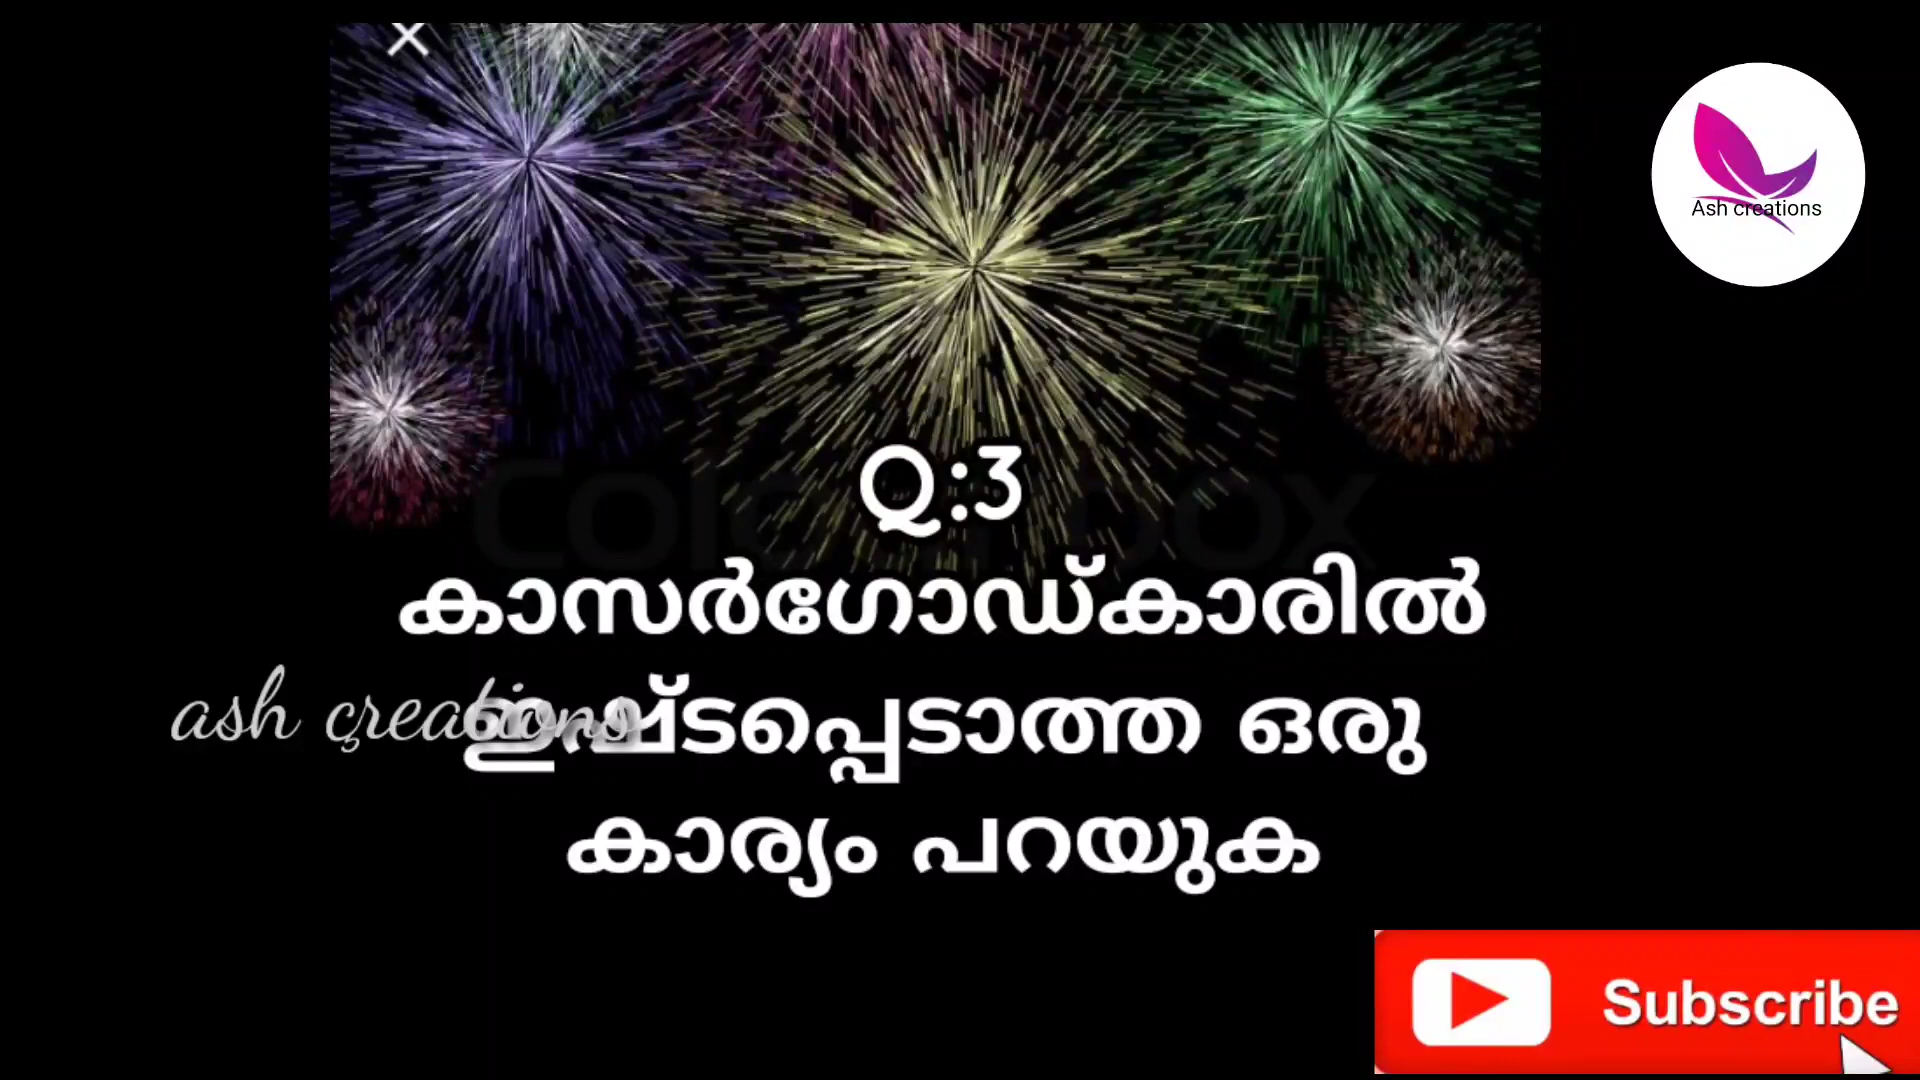 Ash creations
Q:3
കാസർഗോഡ്കാരിൽ
ash creations
ഇഷ്ടപ്പെടാത്ത ഒരു
കാര്യം പറയുക
Subscribe